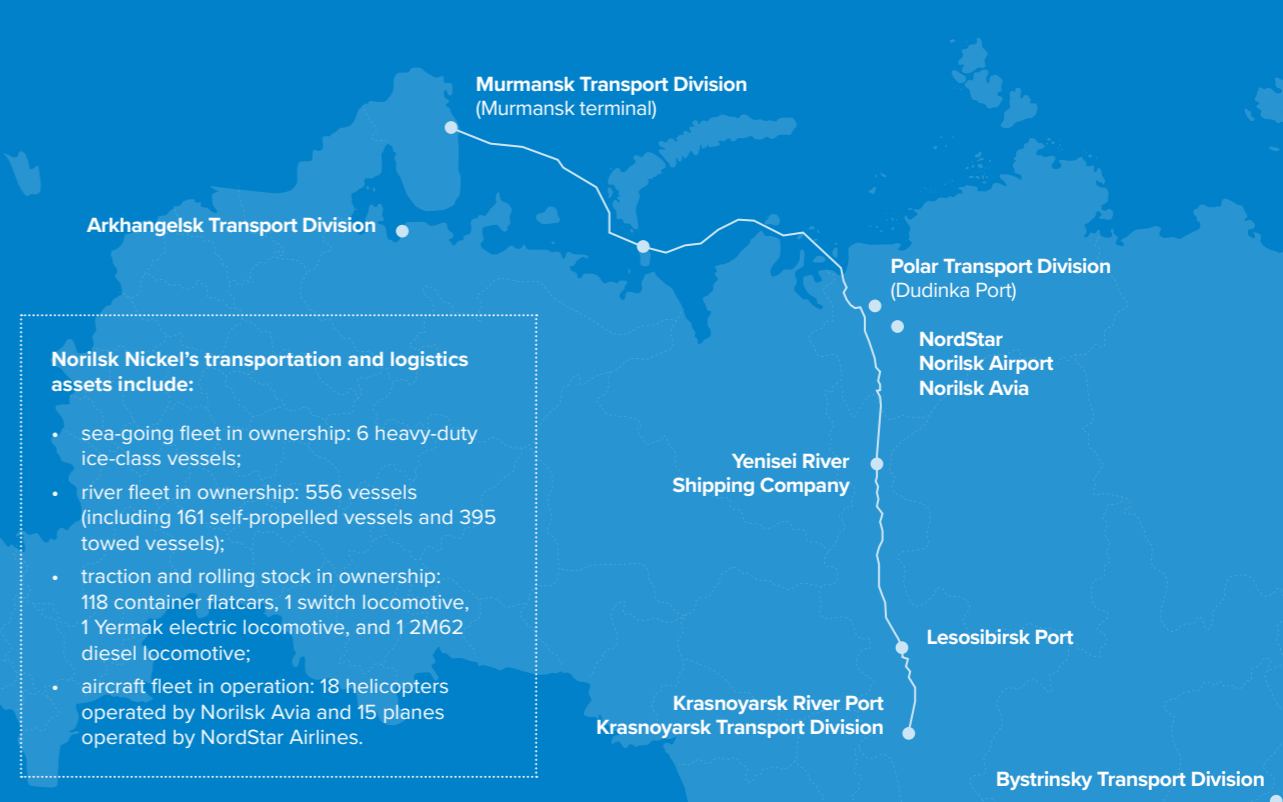 Murmansk Transport Division
(Murmansk terminal)
Arkhangelsk Transport Division
Polar Transport Division
(Dudinka Port)
NordStar
Norilsk Airport
Norilsk Avia
Norilsk Nickel’s transportation and logistics
assets include:
• sea-going fleet in ownership: 6 heavy-duty
ice-class vessels;
• river fleet in ownership: 556 vessels
(including 161 self-propelled vessels and 395
towed vessels);
• traction and rolling stock in ownership:
118 container flatcars, 1 switch locomotive,
1 Yermak electric locomotive, and 1 2M62
diesel locomotive;
• aircraft fleet in operation: 18 helicopters
operated by Norilsk Avia and 15 planes
operated by NordStar Airlines.
Yenisei River
Shipping Company
Lesosibirsk Port
Krasnoyarsk River Port
Krasnoyarsk Transport Division
Bystrinsky Transport Division